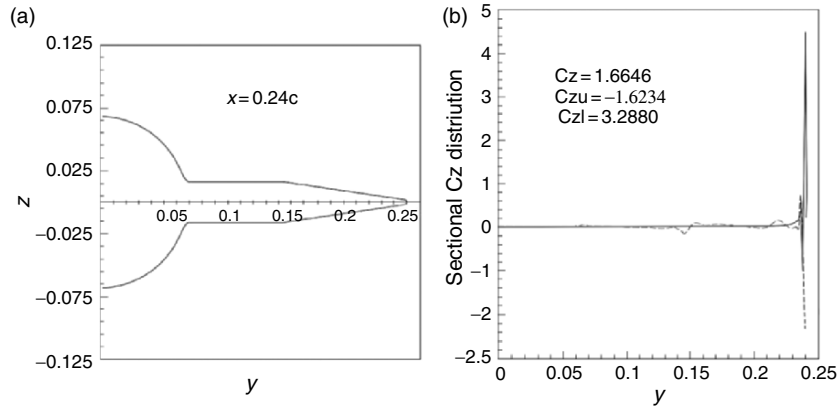 (a)
0.125
0.075
0.025
−0.025
−0.075
−0.125
z
x = 0.24c
0.05 0.1 0.15 0.2 0.25
y
(b)
5
4
3
2
1
0
−1
−2
−2.5
Sectional Cz distriution
Cz = 1.6646
Czu = −1.6234
Czl = 3.2880
0 0.05 0.1 0.15 0.2 0.25
y